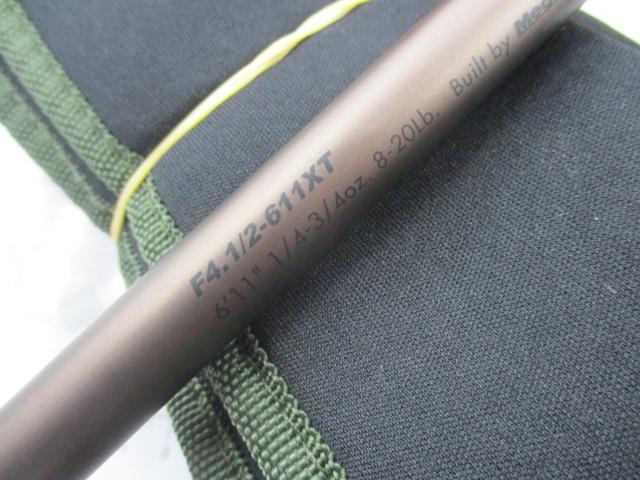 F4.1/2-611XT
6'11" 1/4-3/4oz. 8-20Lb. Built by